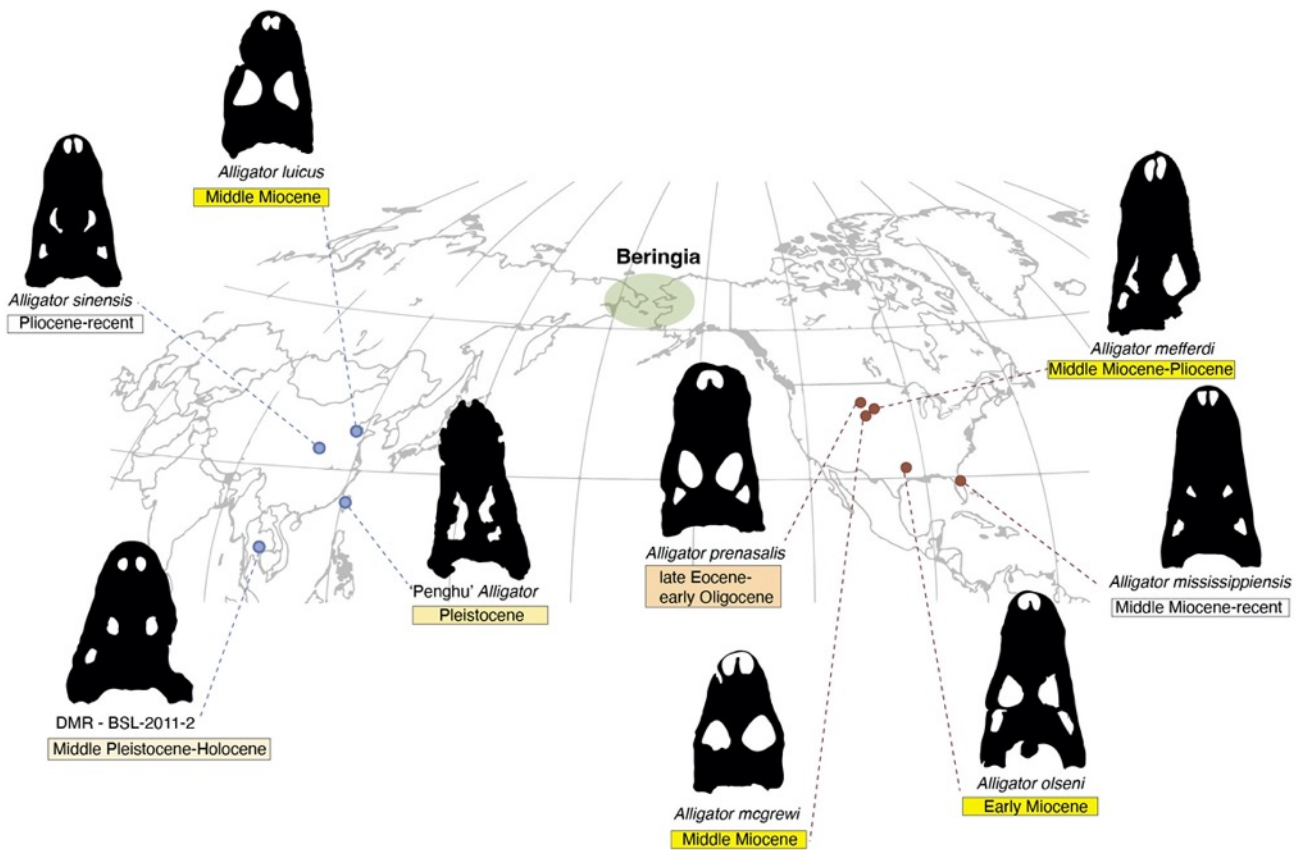 Alligator luicus
Middle Miocene
Alligator sinensis
Pliocene-recent
Beringia
Alligator mefferdi
Middle Miocene-Pliocene
Alligator prenasalis
late Eocene-
early Oligocene
'Penghu' Alligator
Pleistocene
Alligator mississippiensis
Middle Miocene-recent
DMR - BSL-2011-2
Middle Pleistocene-Holocene
Alligator mcgrewi
Middle Miocene
Alligator olseni
Early Miocene